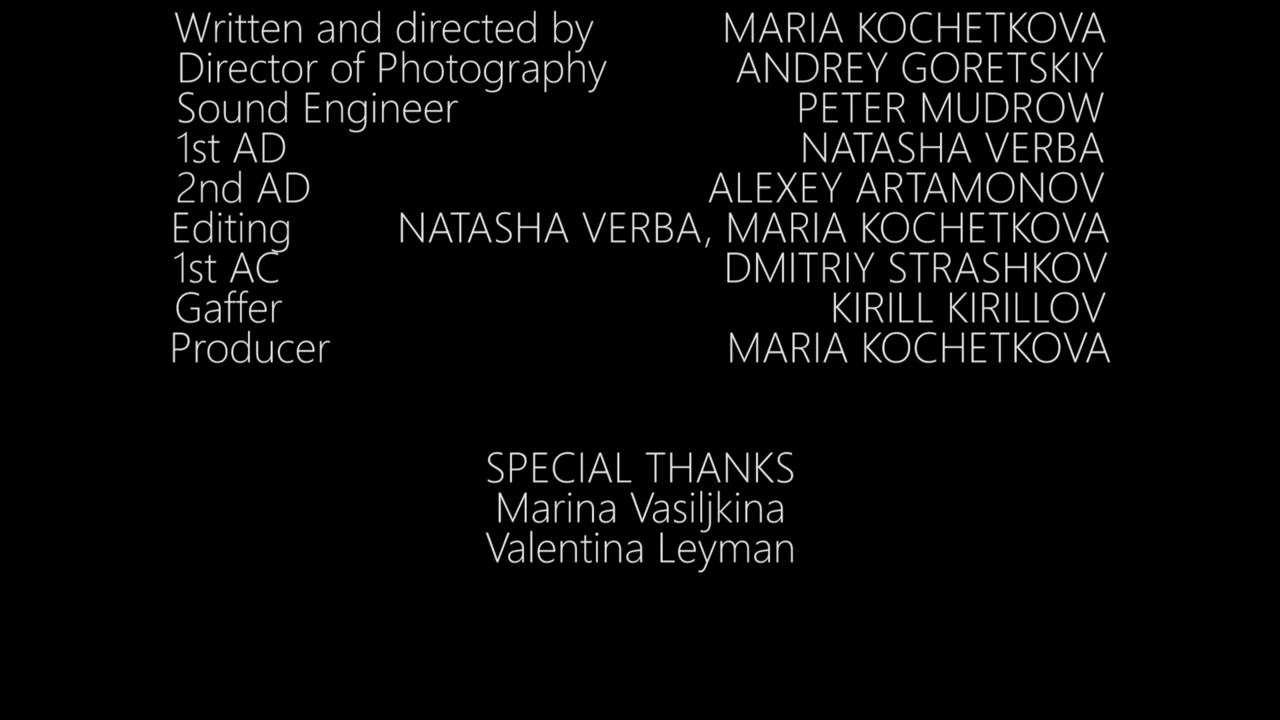 Written and directed by MARIA KOCHETKOVA
Director of Photography ANDREY GORETSKIY
Sound Engineer PETER MUDROW
1st AD NATASHA VERBA
2nd AD ALEXEY ARTAMONOV
Editing NATASHA VERBA, MARIA KOCHETKOVA
1st AC DMITRIY STRASHKOV
Gaffer KIRILL KIRILLOV
Producer MARIA KOCHETKOVA
SPECIAL THANKS
Marina Vasiljkina
Valentina Leyman